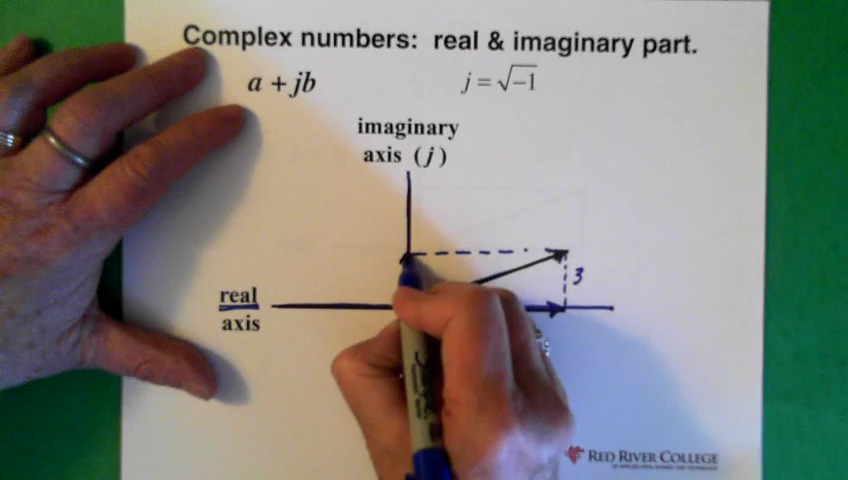 Complex numbers: real & imaginary part.
a + jb
j = √−1
imaginary
axis (j)
3
real
axis
RED RIVER COLLEGE